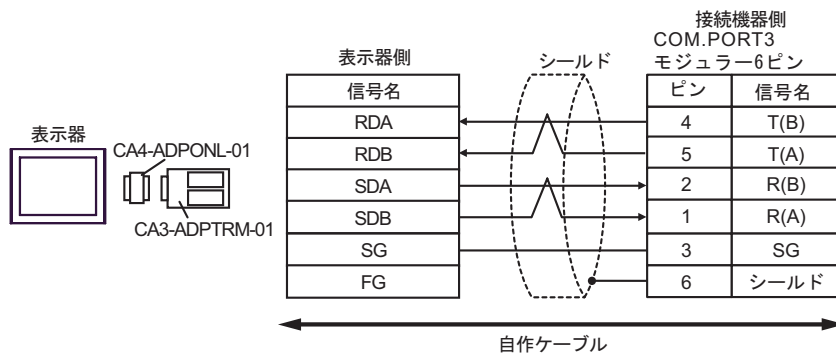 表示器
CA4-ADPONL-01
CA3-ADPTRM-01
表示器側
信号名
RDA
RDB
SDA
SDB
SG
FG
シールド
接続機器側
COM.PORT3
モジュラー6ピン
ピン 信号名
4 T(B)
5 T(A)
2 R(B)
1 R(A)
3 SG
6 シールド
自作ケーブル